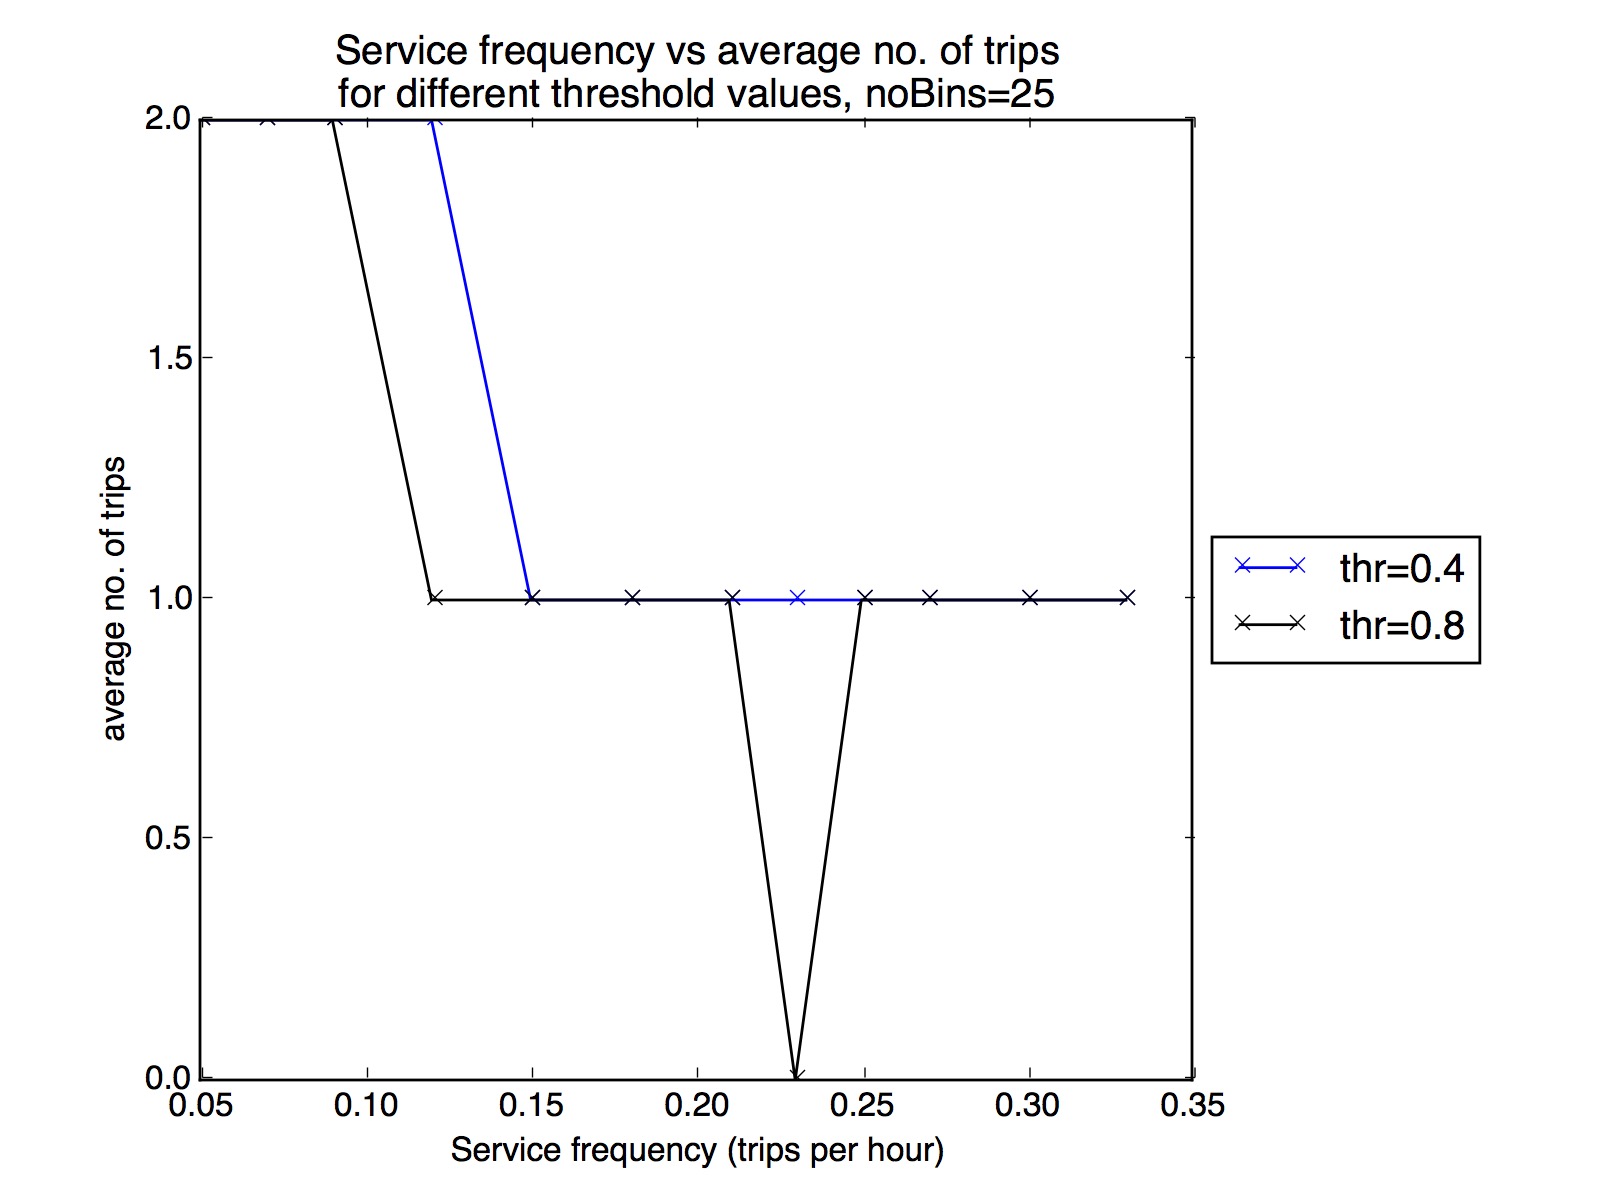 Service frequency vs average no. of trips
for different threshold values, noBins=25
2.0
1.5
1.0
0.5
0.0
average no. of trips
0.05 0.10 0.15 0.20 0.25 0.30 0.35
Service frequency (trips per hour)
thr=0.4
thr=0.8